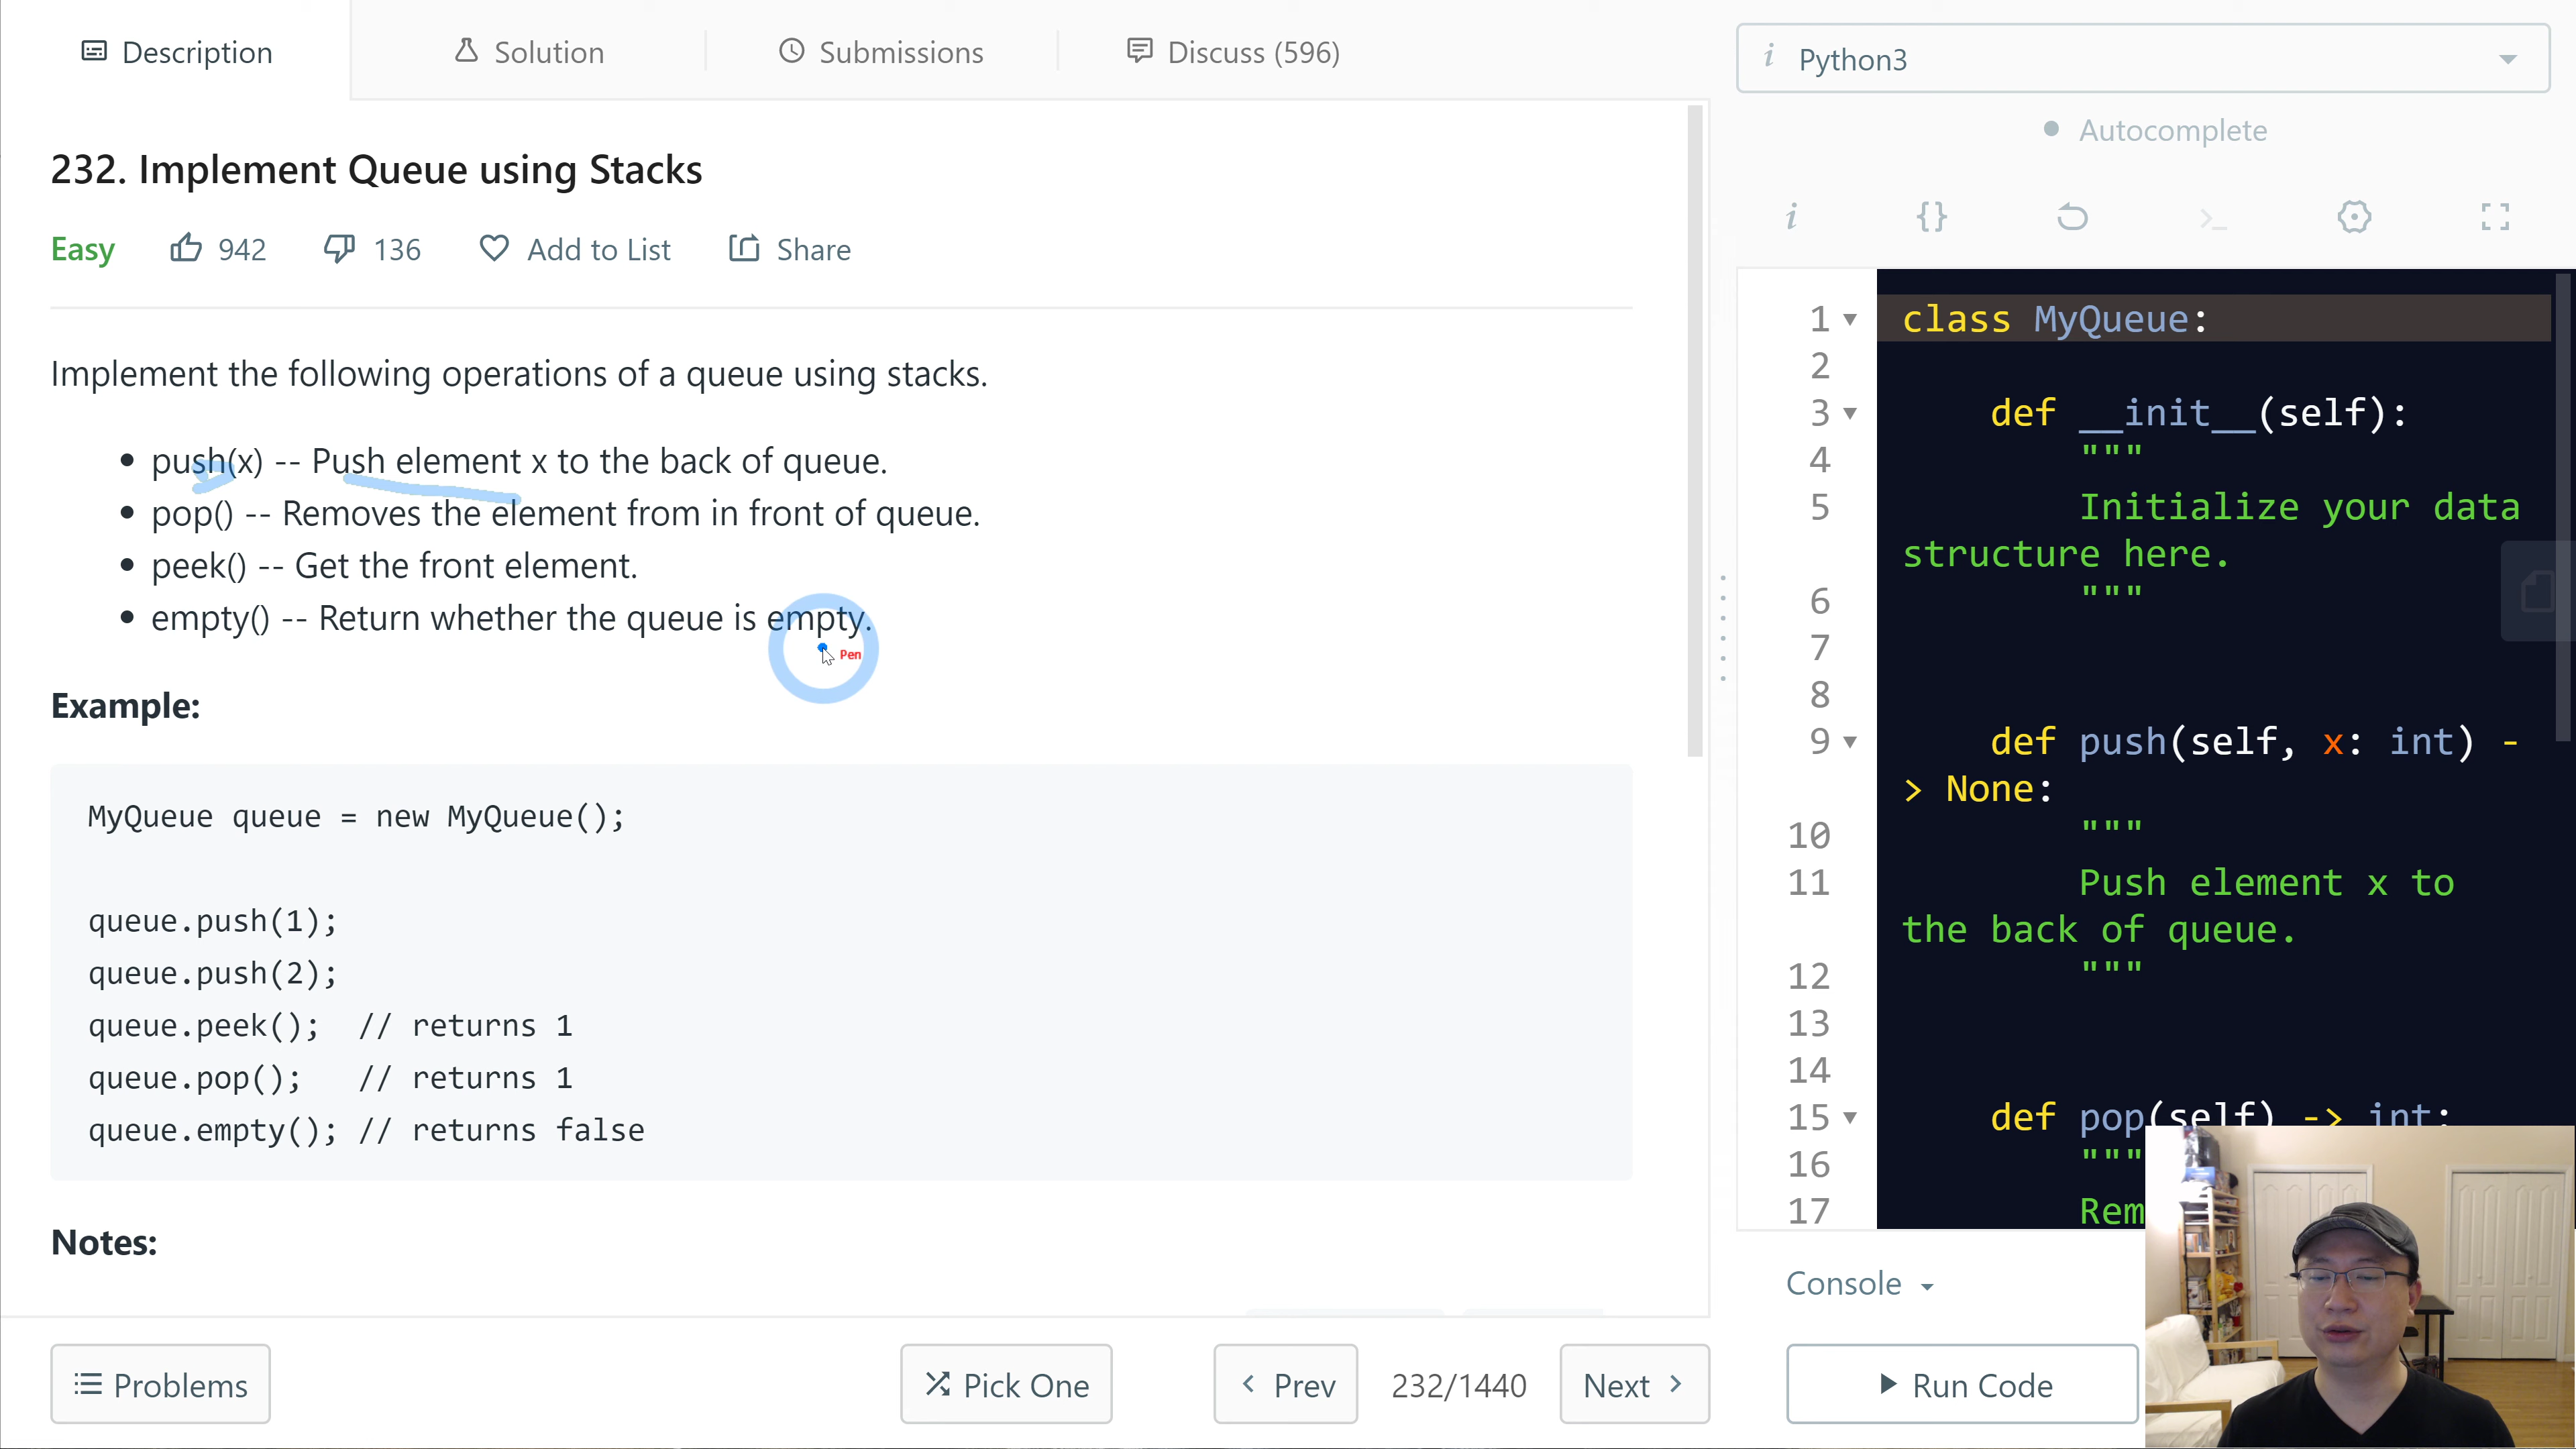 Description
Solution
Submissions
Discuss (596)
Python3
Autocomplete
232. Implement Queue using Stacks
Easy 942 136 Add to List Share
Implement the following operations of a queue using stacks.
push(x) -- Push element x to the back of queue.
pop() -- Removes the element from in front of queue.
peek() -- Get the front element.
empty() -- Return whether the queue is empty.
Pen
Example:
MyQueue queue = new MyQueue();
queue.push(1);
queue.push(2);
queue.peek();  // returns 1
queue.pop();   // returns 1
queue.empty(); // returns false
Notes:
Problems
Pick One
Prev
232/1440
Next
1 class MyQueue:
2
3 def __init__(self):
4 """
5 Initialize your data
structure here.
6 """
7
8
9 def push(self, x: int) -
> None:
10 """
11 Push element x to
the back of queue.
12 """
13
14
15 def pop(self) -> int:
16 """
17 Rem
Console
Run Code